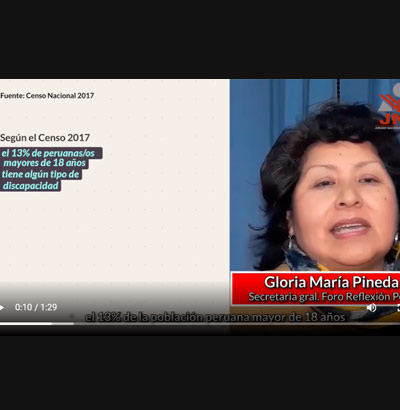 Fuente: Censo Nacional 2017
Según el Censo 2017
el 13% de peruanas/os
mayores de 18 años
tiene algún tipo de
discapacidad
Gloria María Pineda
Secretaria gral. Foro Reflexión
0:10 / 1:29
el 13% de la población peruana mayor de 18 años